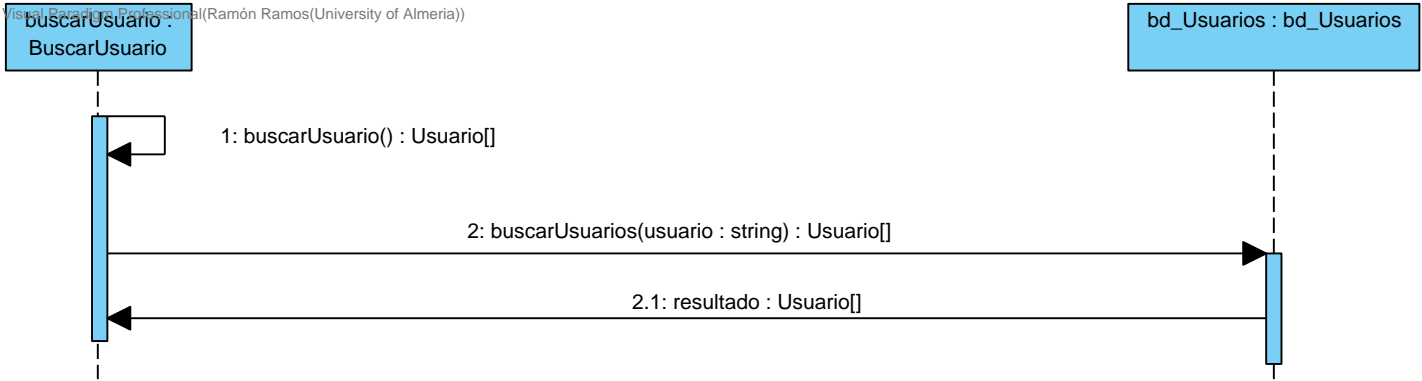 Visual Paradigm Professional(Ramón Ramos(University of Almeria))
buscarUsuario :
BuscarUsuario
bd_Usuarios : bd_Usuarios
1: buscarUsuario() : Usuario[]
2: buscarUsuarios(usuario : string) : Usuario[]
2.1: resultado : Usuario[]